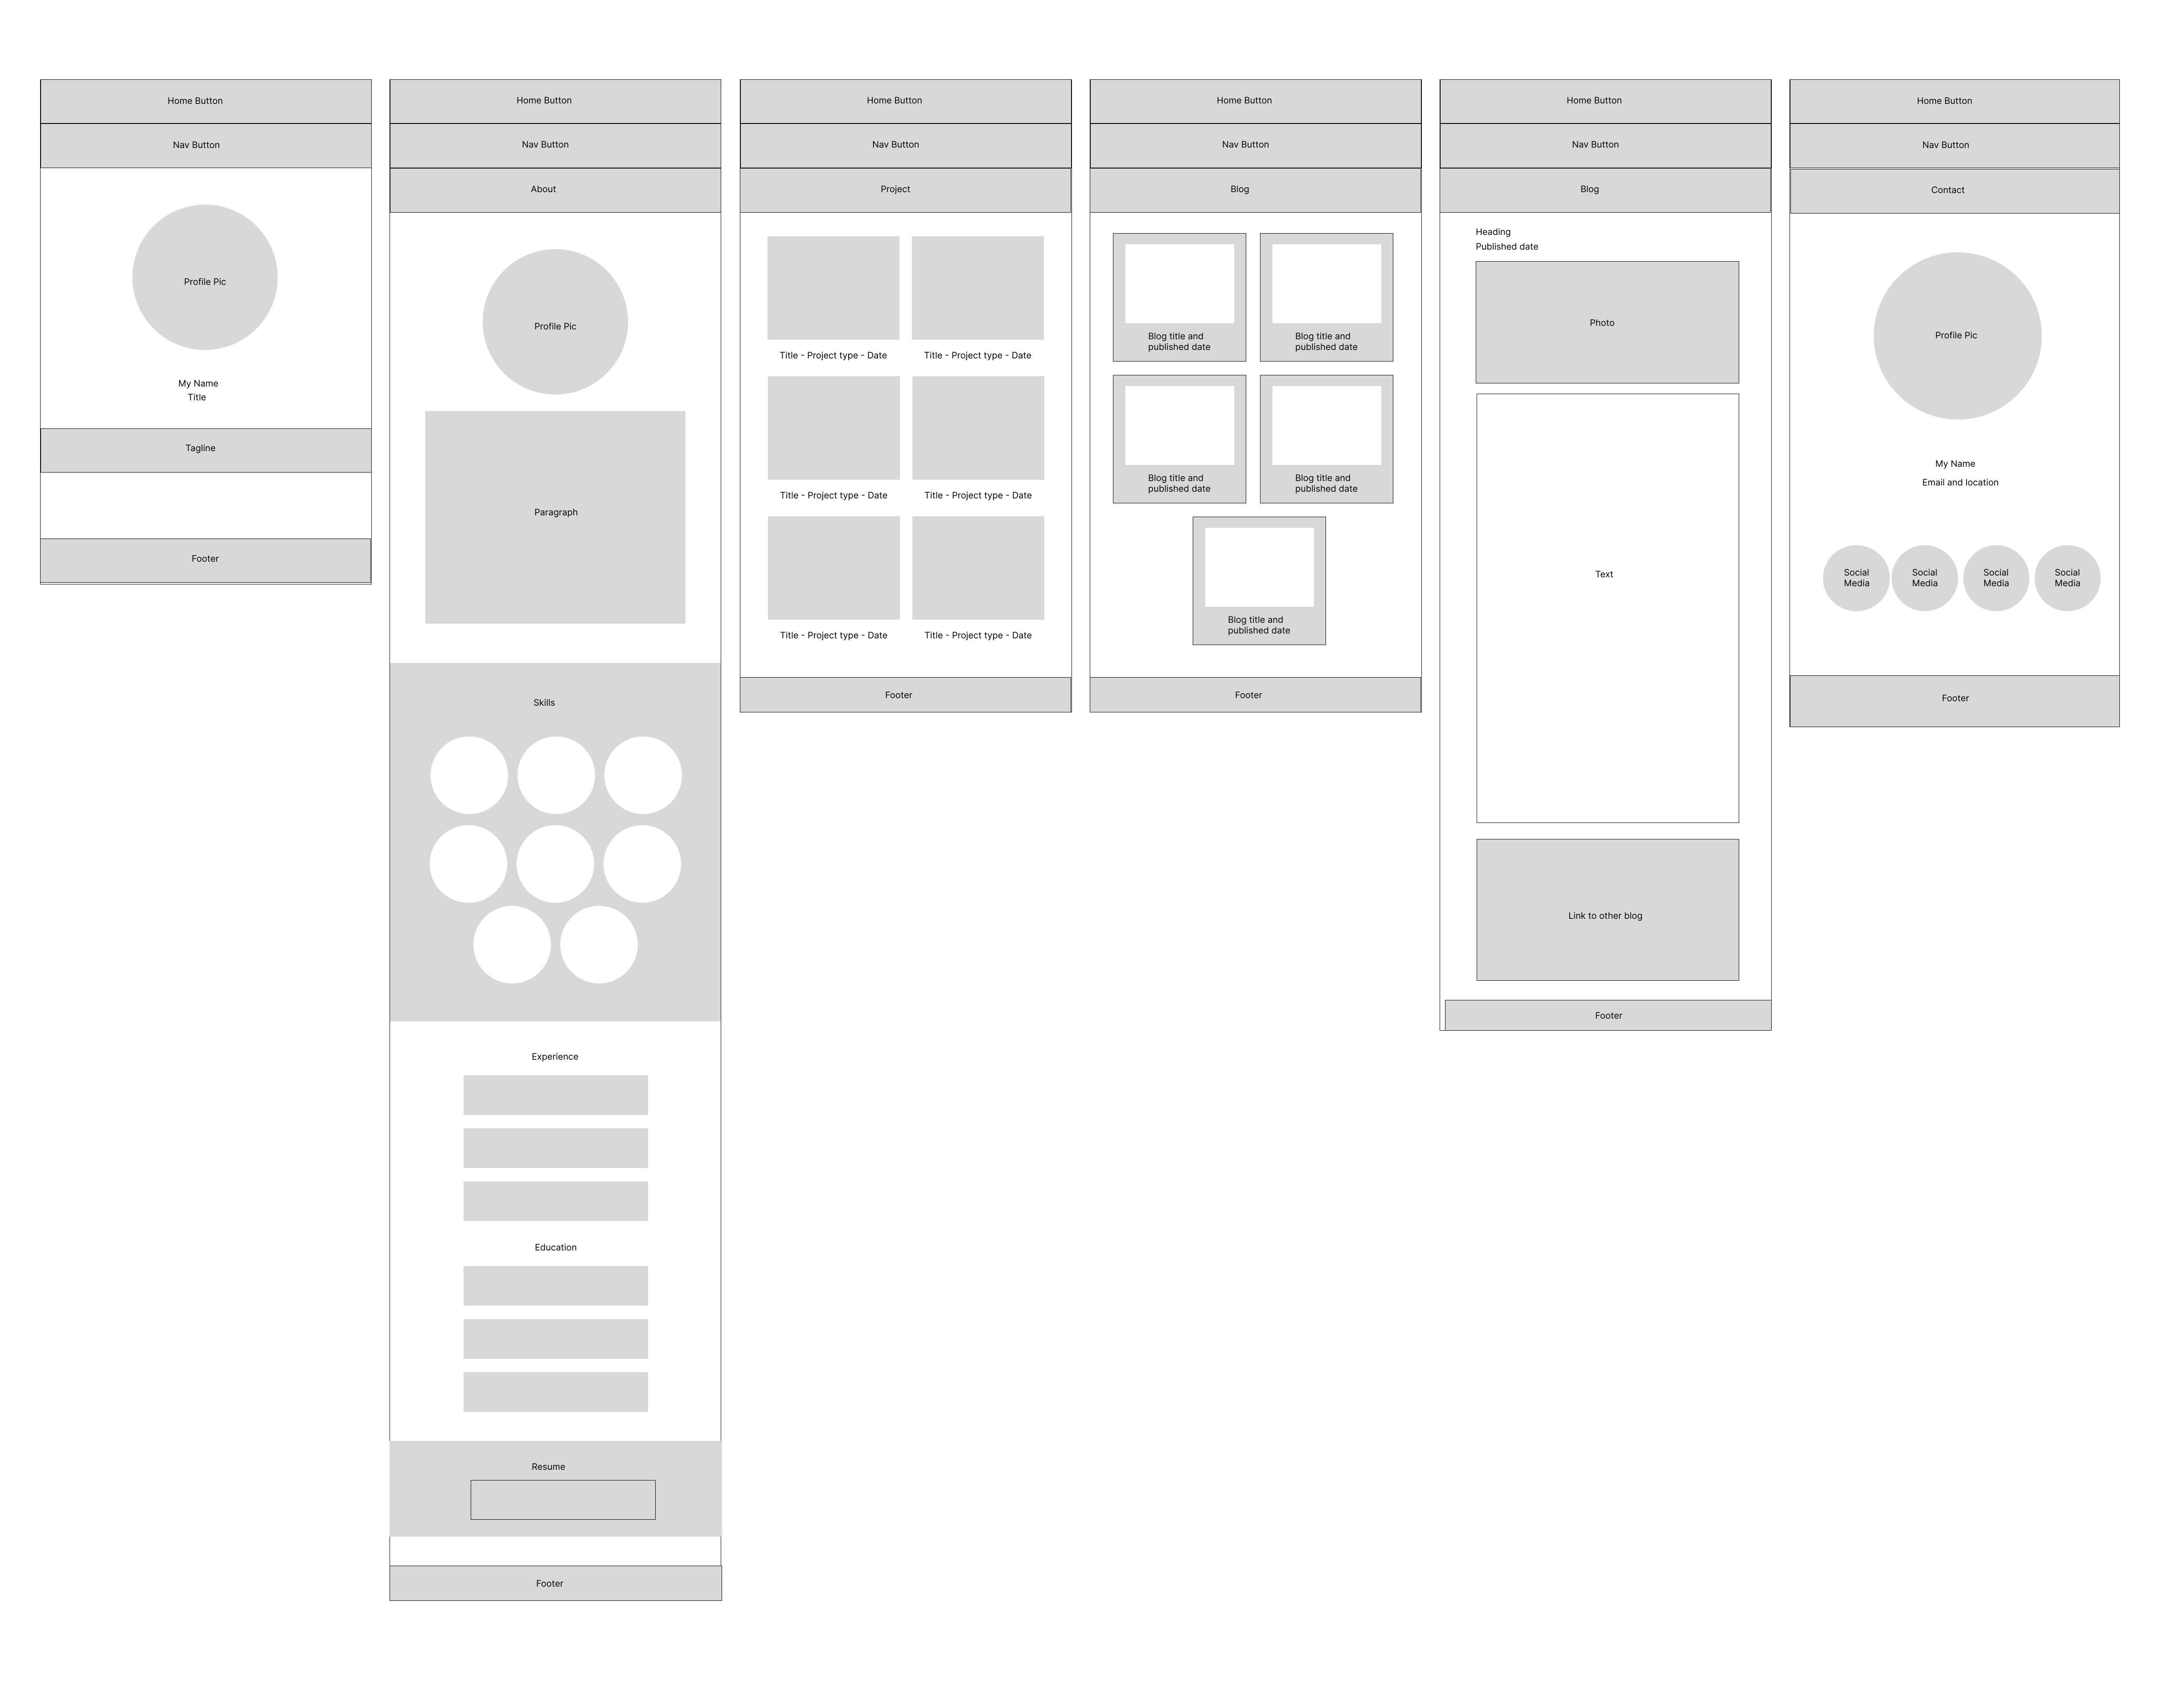 Home Button
Nav Button
Profile Pic
My Name
Title
Tagline
Footer
Home Button
Nav Button
About
Profile Pic
Paragraph
Skills
Experience
Education
Resume
Footer
Home Button
Nav Button
Project
Title - Project type - Date
Title - Project type - Date
Title - Project type - Date
Title - Project type - Date
Title - Project type - Date
Title - Project type - Date
Footer
Home Button
Nav Button
Blog
Blog title and
published date
Blog title and
published date
Blog title and
published date
Blog title and
published date
Blog title and
published date
Footer
Home Button
Nav Button
Blog
Heading
Published date
Photo
Text
Link to other blog
Footer
Home Button
Nav Button
Contact
Profile Pic
My Name
Email and location
Social
Media
Social
Media
Social
Media
Social
Media
Footer